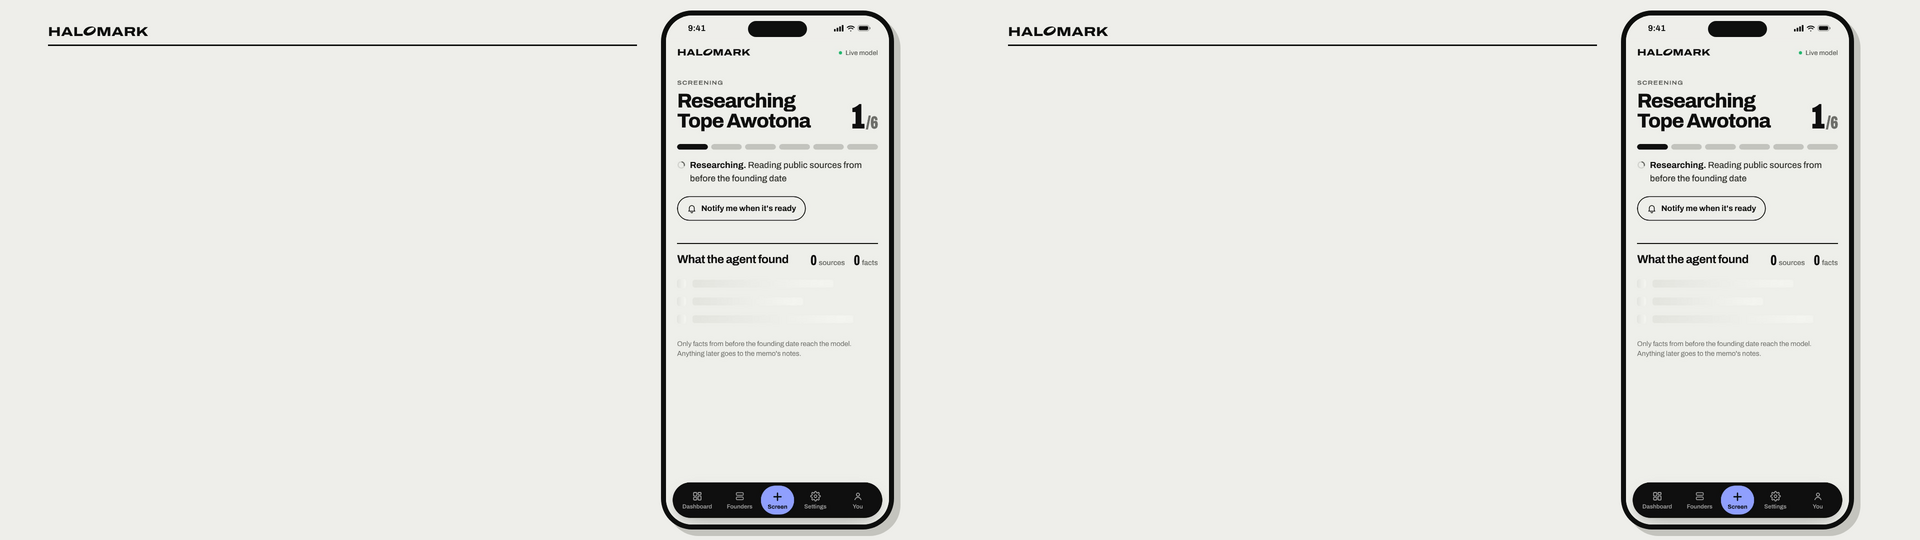 HALOMARK
9:41
HALOMARK
Live model
SCREENING
Researching
Tope Awotona
1/6
Researching. Reading public sources from
before the founding date
Notify me when it's ready
What the agent found
0 sources 0 facts
Only facts from before the founding date reach the model.
Anything later goes to the memo's notes.
Dashboard Founders Screen Settings You
HALOMARK
9:41
HALOMARK
Live model
SCREENING
Researching
Tope Awotona
1/6
Researching. Reading public sources from
before the founding date
Notify me when it's ready
What the agent found
0 sources 0 facts
Only facts from before the founding date reach the model.
Anything later goes to the memo's notes.
Dashboard Founders Screen Settings You